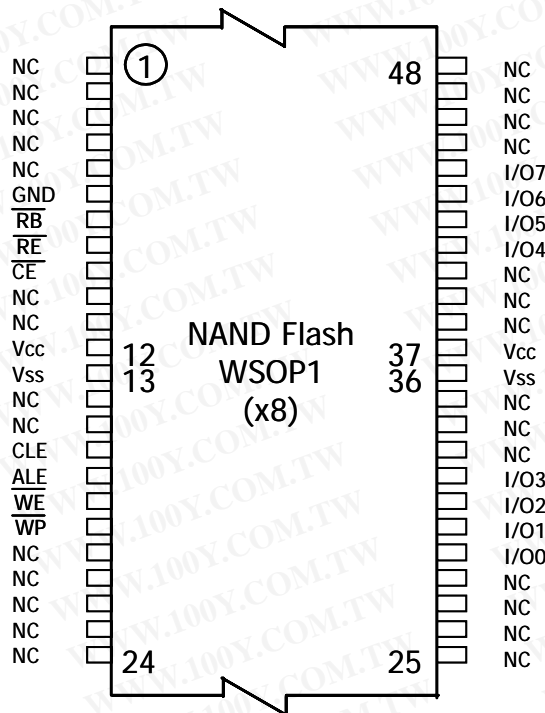 NC
NC
NC
NC
NC
GND
RB
RE
CE
NC
NC
Vcc
Vss
NC
NC
CLE
ALE
WE
WP
NC
NC
NC
NC
NC
1
12
13
24
NAND Flash
WSOP1
(x8)
48
37
36
25
NC
NC
NC
NC
I/O7
I/O6
I/O5
I/O4
NC
NC
NC
Vcc
Vss
NC
NC
NC
I/O3
I/O2
I/O1
I/O0
NC
NC
NC
NC
WWW.100Y.COM.TW